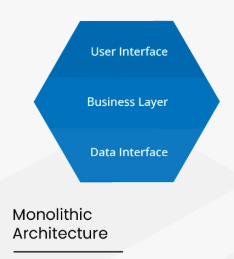 User Interface
Business Layer
Data Interface
Monolithic
Architecture